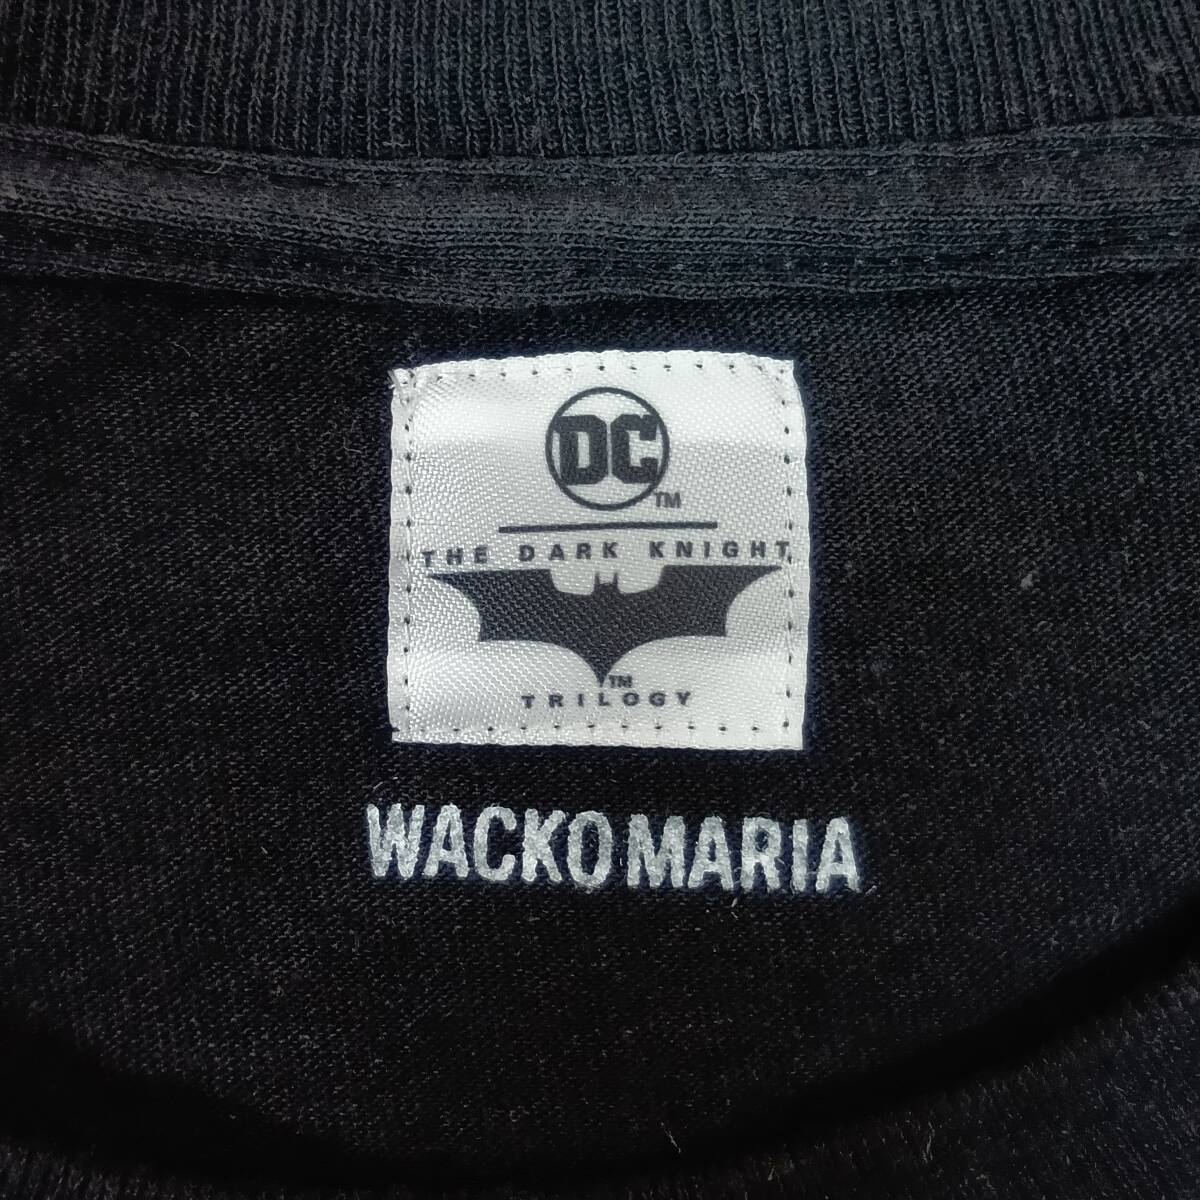 DC
TM
THE DARK KNIGHT
TM
TRILOGY
WACKO MARIA